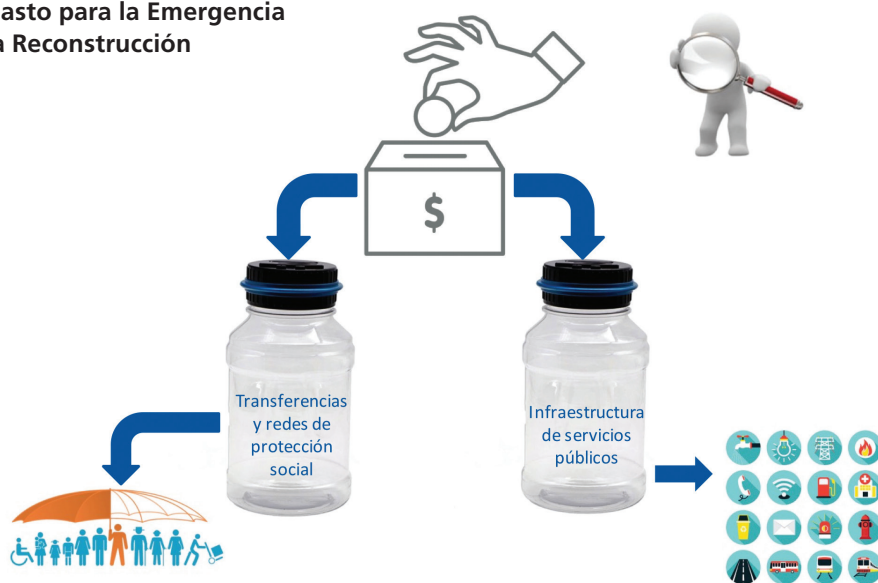 asto para la Emergencia
a Reconstrucción
$
Transferencias
y redes de
protección
social
Infraestructura
de servicios
públicos